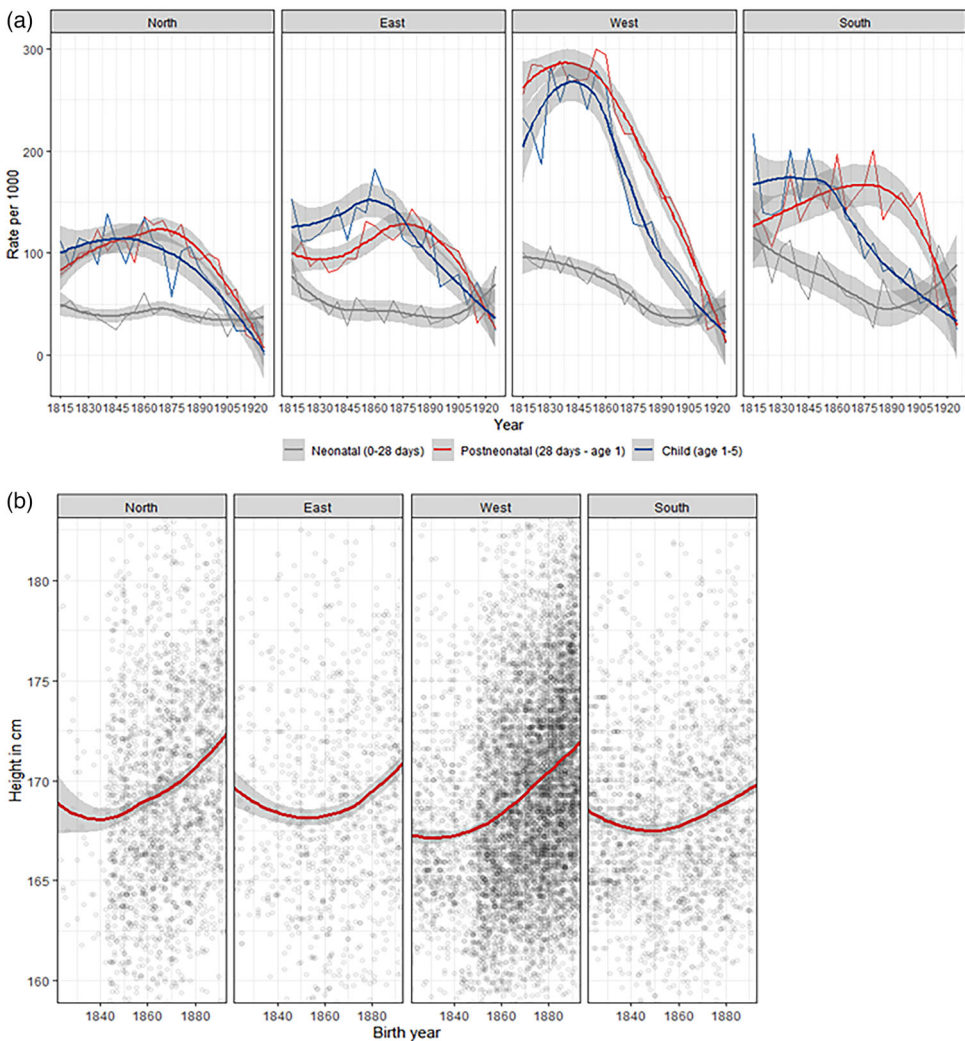 (a)
North East West South
300
200
100
0
Rate per 1000
1815 1830 1845 1860 1875 1890 1905 1920 1815 1830 1845 1860 1875 1890 1905 1920 1815 1830 1845 1860 1875 1890 1905 1920 1815 1830 1845 1860 1875 1890 1905 1920
Year
Neonatal (0-28 days) Postneonatal (28 days - age 1) Child (age 1-5)
(b)
North East West South
180
175
170
165
160
Height in cm
1840 1860 1880 1840 1860 1880 1840 1860 1880 1840 1860 1880
Birth year